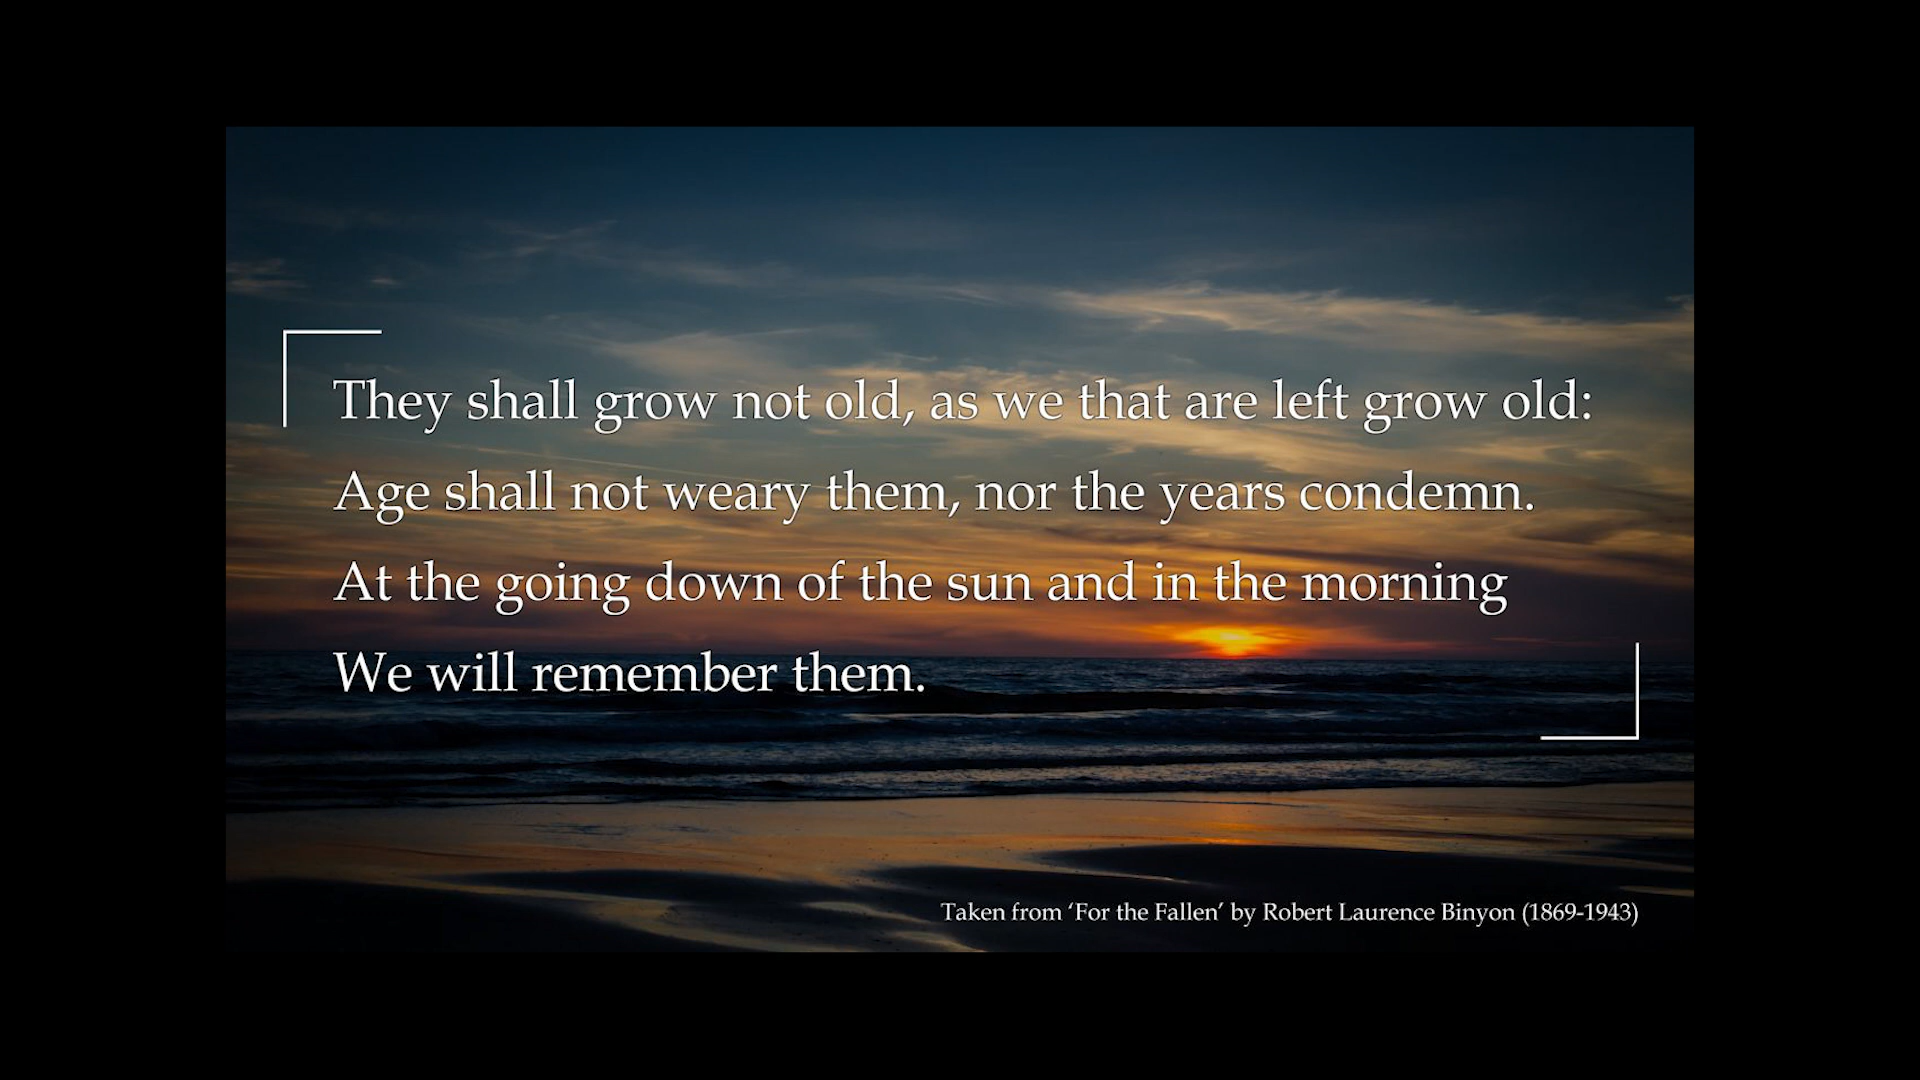 They shall grow not old, as we that are left grow old:
Age shall not weary them, nor the years condemn.
At the going down of the sun and in the morning
We will remember them.
Taken from ‘For the Fallen’ by Robert Laurence Binyon (1869-1943)